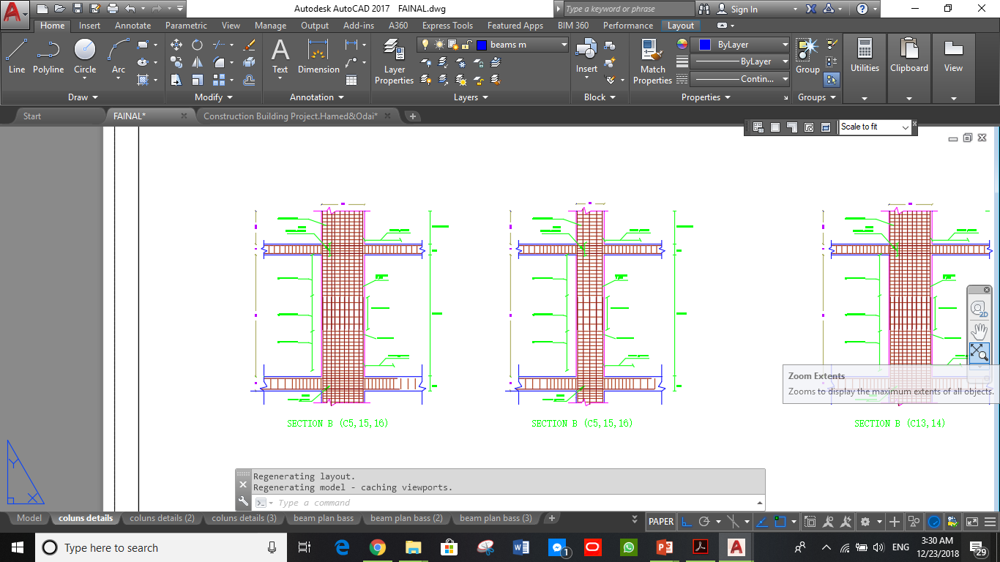 Autodesk AutoCAD 2017 FAINAL.dwg
Type a keyword or phrase
Sign In
Home Insert Annotate Parametric View Manage Output Add-ins A360 Express Tools Featured Apps BIM 360 Performance Layout
Line Polyline Circle Arc
Text Dimension
Layer Properties
beams m
Insert
Match Properties
ByLayer
ByLayer
Contin...
Group
Utilities Clipboard View
Draw Modify Annotation Layers Block Properties Groups
Start FAINAL* Construction Building Project.Hamed&Odai*
Scale to fit
2D
Zoom Extents
Zooms to display the maximum extents of all objects.
SECTION B (C5,15,16) SECTION B (C5,15,16) SECTION B (C13,14)
Y
X
Regenerating layout.
Regenerating model - caching viewports.
Type a command
Model coluns details coluns details (2) coluns details (3) beam plan bass beam plan bass (2) beam plan bass (3)
PAPER
Type here to search
1
ENG
3:30 AM
12/23/2018
29